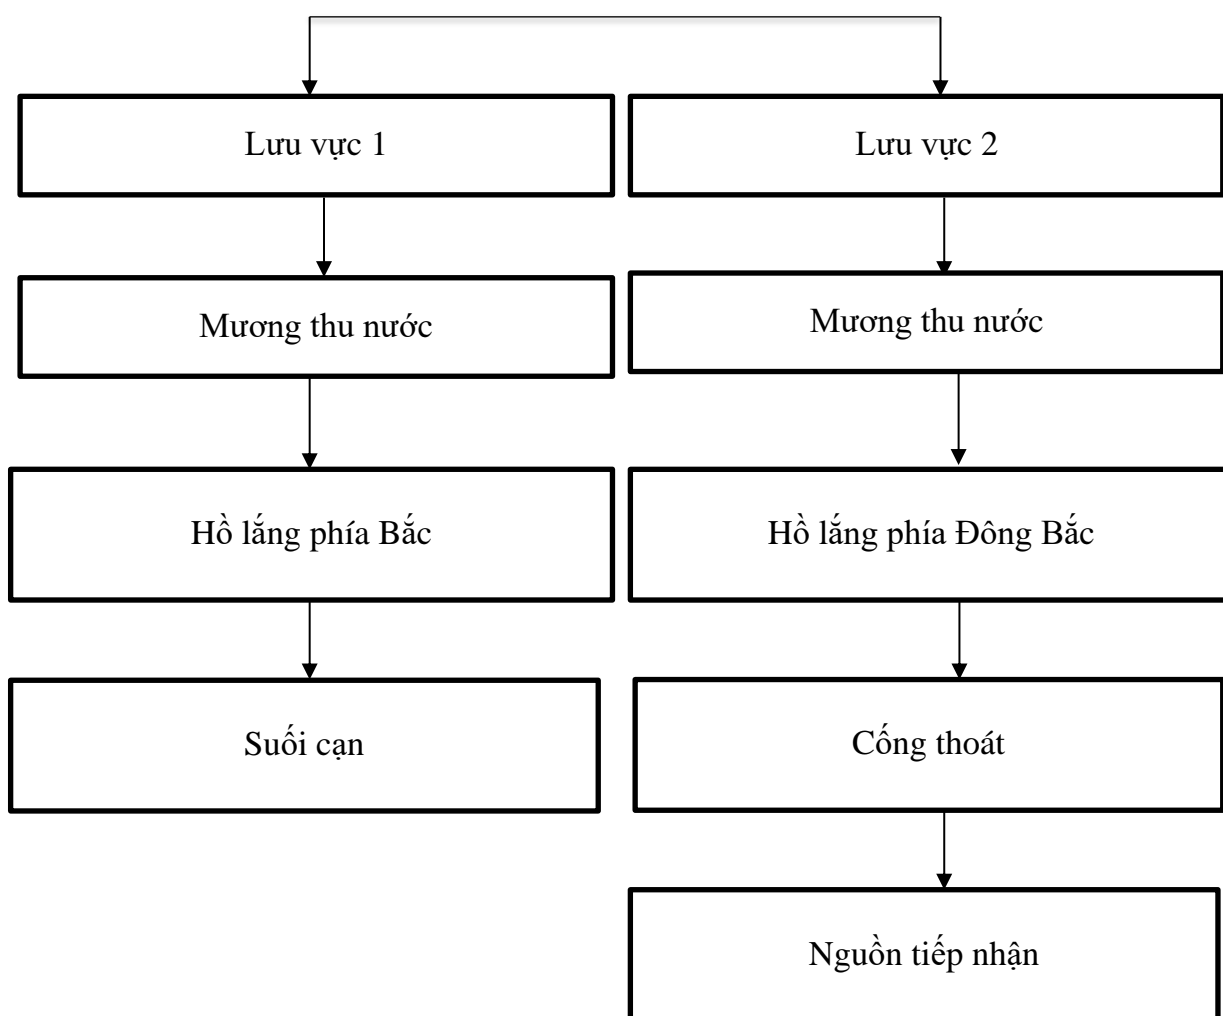 Lưu vực 1
Lưu vực 2
Mương thu nước
Mương thu nước
Hồ lắng phía Bắc
Hồ lắng phía Đông Bắc
Suối cạn
Cống thoát
Nguồn tiếp nhận